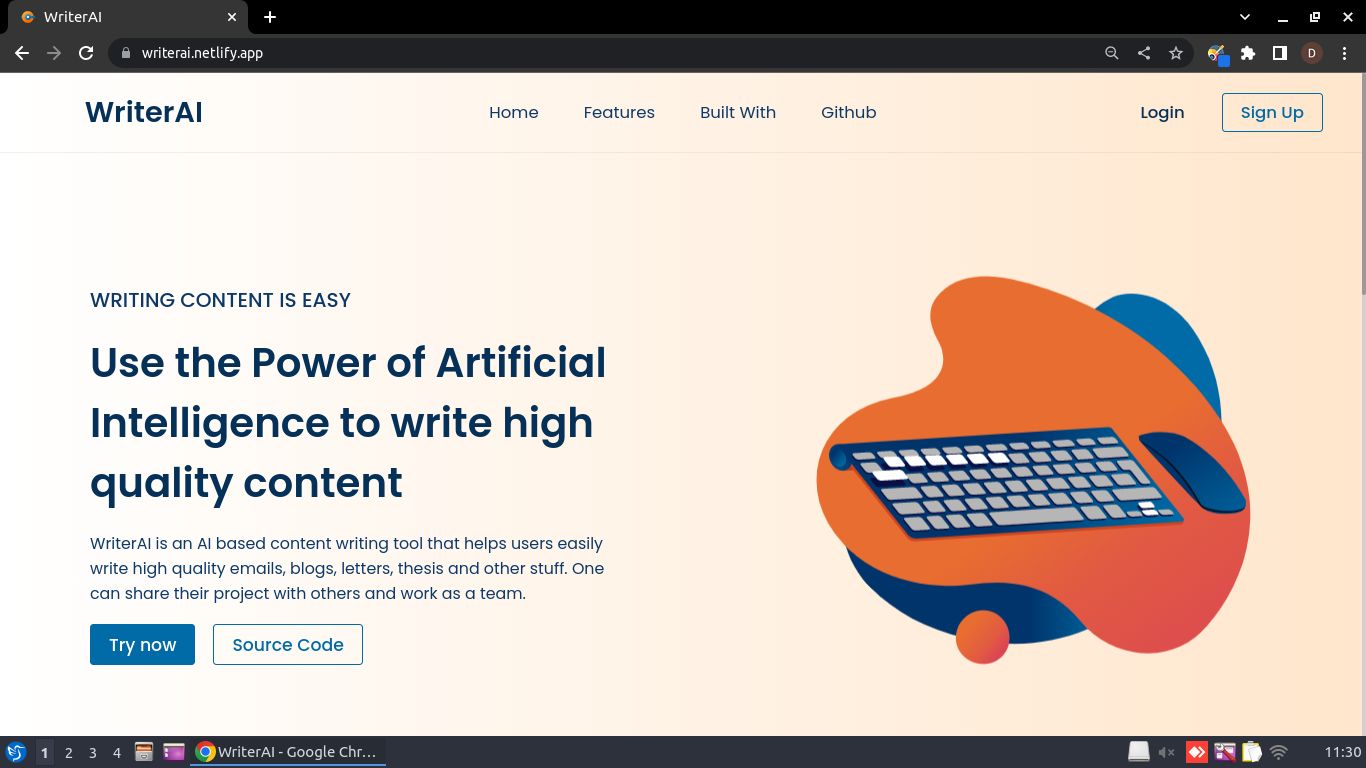 WriterAI
writerai.netlify.app
D
WriterAI
Home
Features
Built With
Github
Login
Sign Up
WRITING CONTENT IS EASY
Use the Power of Artificial
Intelligence to write high
quality content
WriterAI is an AI based content writing tool that helps users easily
write high quality emails, blogs, letters, thesis and other stuff. One
can share their project with others and work as a team.
Try now
Source Code
1
2
3
4
WriterAI - Google Chr...
11:30